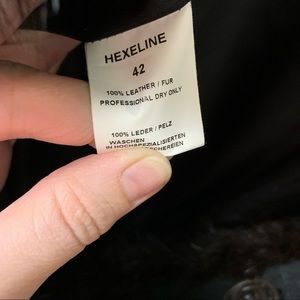 HEXELINE
42
100% LEATHER / FUR
PROFESSIONAL DRY ONLY
100% LEDER / PELZ
WASCHEN
IN HOCHSPEZIALISIERTEN